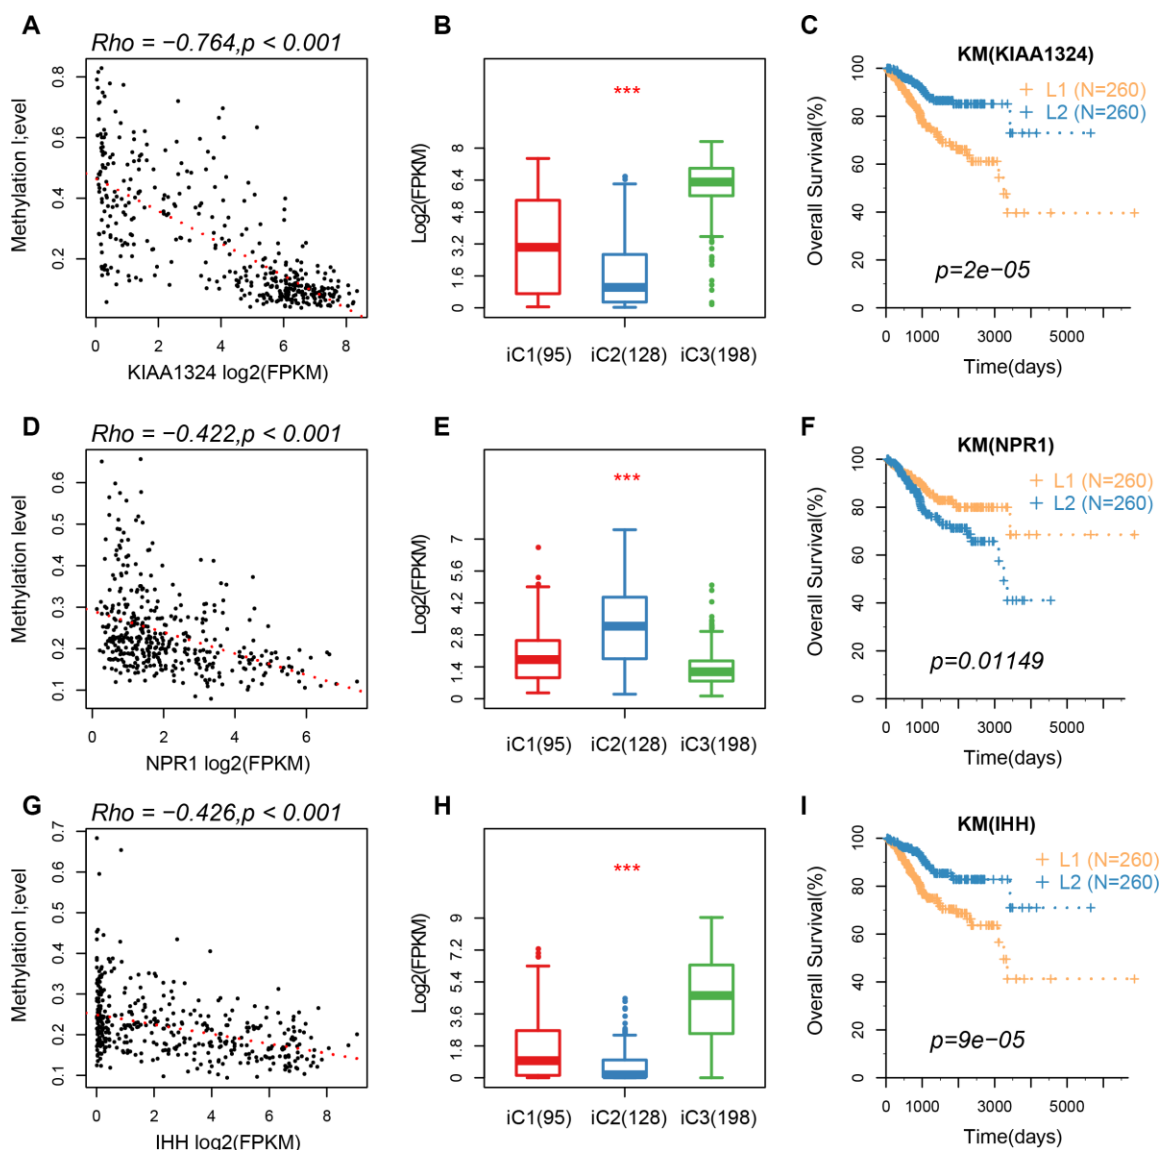 A
Rho = −0.764,p < 0.001
Methylation l;evel
0.8
0.6
0.4
0.2
0 2 4 6 8
KIAA1324 log2(FPKM)
B
***
Log2(FPKM)
8
6.4
4.8
3.2
1.6
0
iC1(95) iC2(128) iC3(198)
C
KM(KIAA1324)
L1 (N=260)
L2 (N=260)
Overall Survival(%)
100
80
60
40
20
0
p=2e−05
0 1000 3000 5000
Time(days)
D
Rho = −0.422,p < 0.001
Methylation level
0.6
0.5
0.4
0.3
0.2
0.1
0 2 4 6
NPR1 log2(FPKM)
E
***
Log2(FPKM)
7
5.6
4.2
2.8
1.4
0
iC1(95) iC2(128) iC3(198)
F
KM(NPR1)
L1 (N=260)
L2 (N=260)
Overall Survival(%)
100
80
60
40
20
0
p=0.01149
0 1000 3000 5000
Time(days)
G
Rho = −0.426,p < 0.001
Methylation l;evel
0.7
0.6
0.5
0.4
0.3
0.2
0.1
0 2 4 6 8
IHH log2(FPKM)
H
***
Log2(FPKM)
9
7.2
5.4
3.6
1.8
0
iC1(95) iC2(128) iC3(198)
I
KM(IHH)
L1 (N=260)
L2 (N=260)
Overall Survival(%)
100
80
60
40
20
0
p=9e−05
0 1000 3000 5000
Time(days)